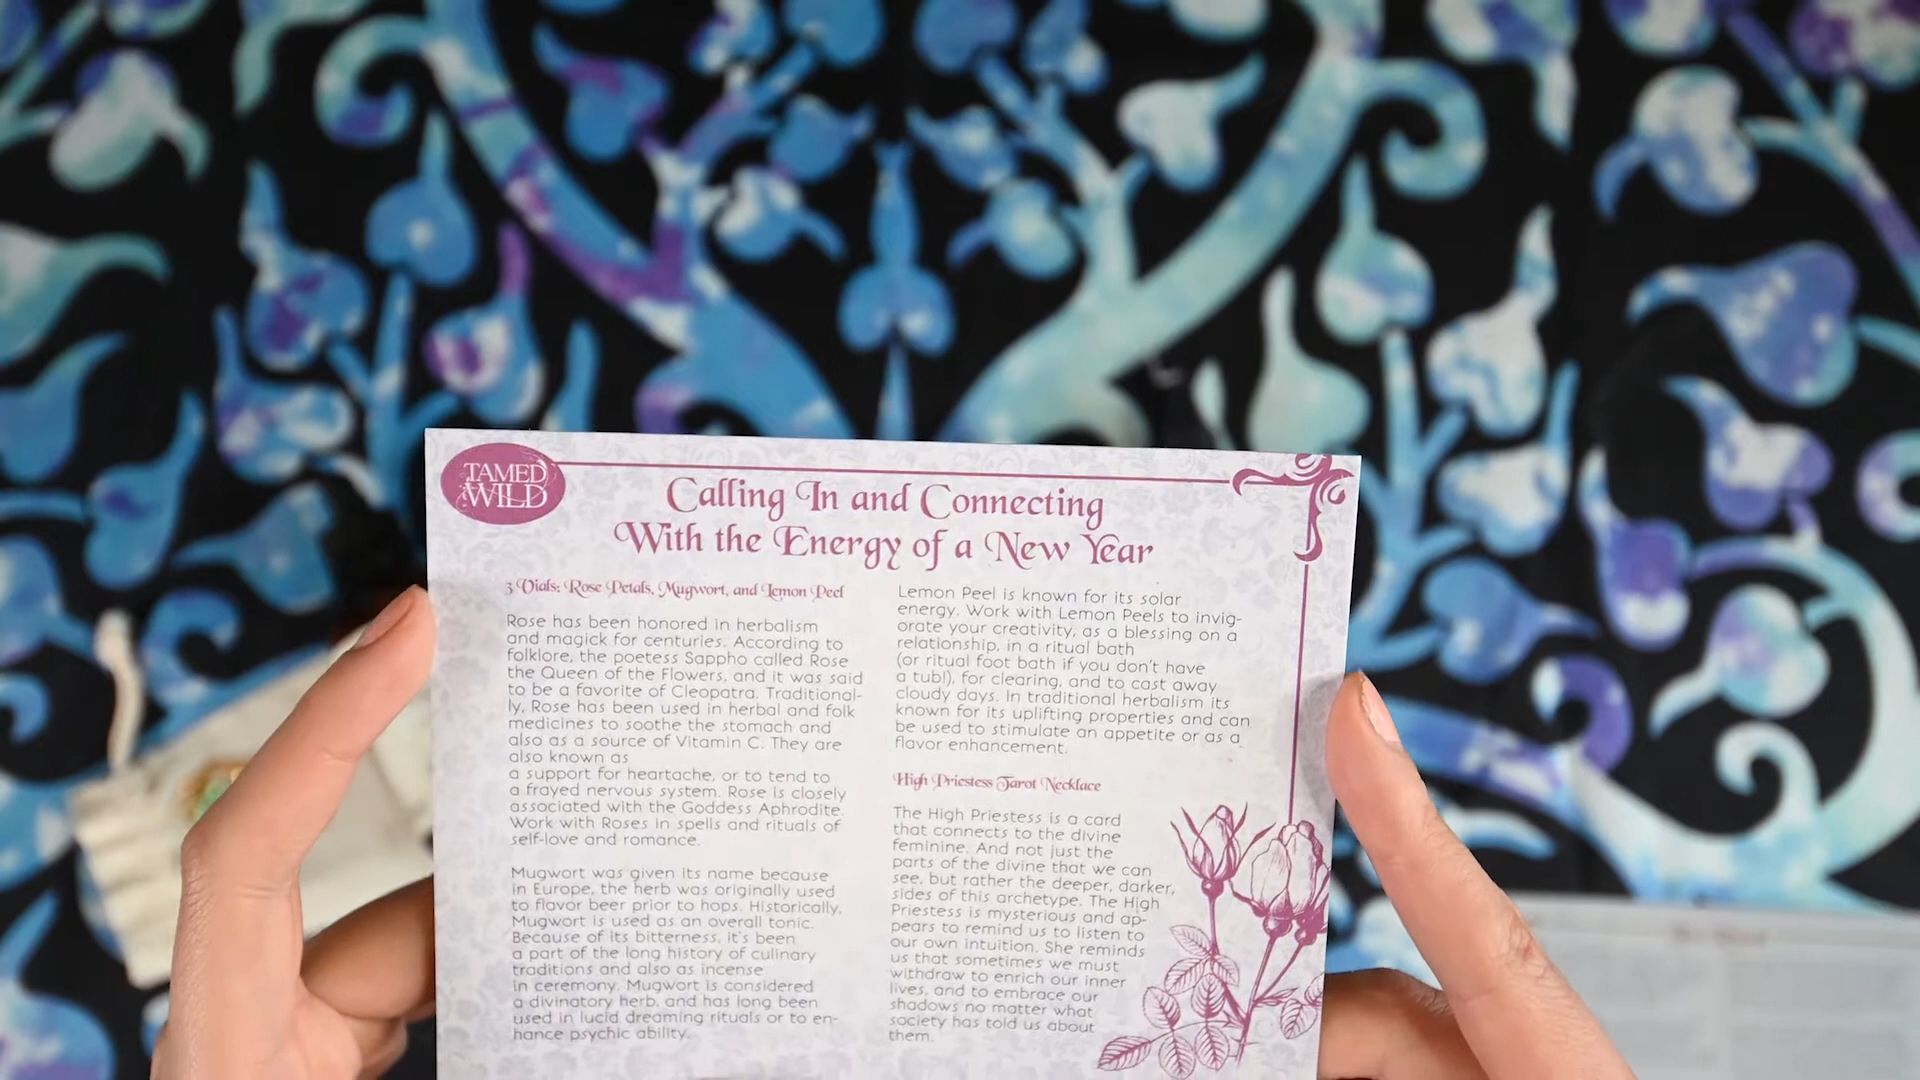 TAMED
WILD
Calling In and Connecting
With the Energy of a New Year
3 Vials: Rose Petals, Mugwort, and Lemon Peel
Rose has been honored in herbalism
and magick for centuries. According to
folklore, the poetess Sappho called Rose
the Queen of the Flowers, and it was said
to be a favorite of Cleopatra. Traditional-
ly, Rose has been used in herbal and folk
medicines to soothe the stomach and
also as a source of Vitamin C. They are
also known as
a support for heartache, or to tend to
a frayed nervous system. Rose is closely
associated with the Goddess Aphrodite.
Work with Roses in spells and rituals of
self-love and romance.
Mugwort was given its name because
in Europe, the herb was originally used
to flavor beer prior to hops. Historically,
Mugwort is used as an overall tonic.
Because of its bitterness, it's been
a part of the long history of culinary
traditions and also as incense
in ceremony. Mugwort is considered
a divinatory herb, and has long been
used in lucid dreaming rituals or to en-
hance psychic ability.
Lemon Peel is known for its solar
energy. Work with Lemon Peels to invig-
orate your creativity, as a blessing on a
relationship, in a ritual bath
(or ritual foot bath if you don't have
a tub!), for clearing, and to cast away
cloudy days. In traditional herbalism its
known for its uplifting properties and can
be used to stimulate an appetite or as a
flavor enhancement.
High Priestess Tarot Necklace
The High Priestess is a card
that connects to the divine
feminine. And not just the
parts of the divine that we can
see, but rather the deeper, darker,
sides of this archetype. The High
Priestess is mysterious and ap-
pears to remind us to listen to
our own intuition. She reminds
us that sometimes we must
withdraw to enrich our inner
lives, and to embrace our
shadows no matter what
society has told us about
them.